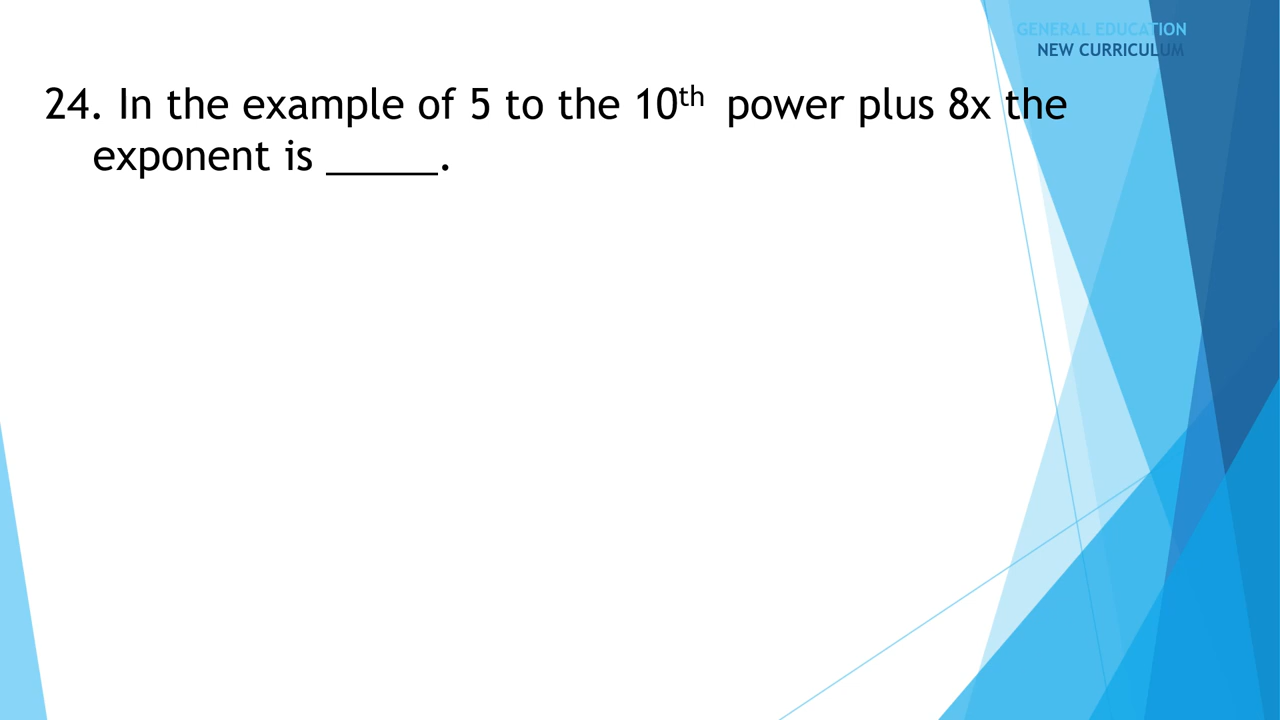 GENERAL EDUCATION
NEW CURRICULUM
24. In the example of 5 to the 10th power plus 8x the
exponent is _____.